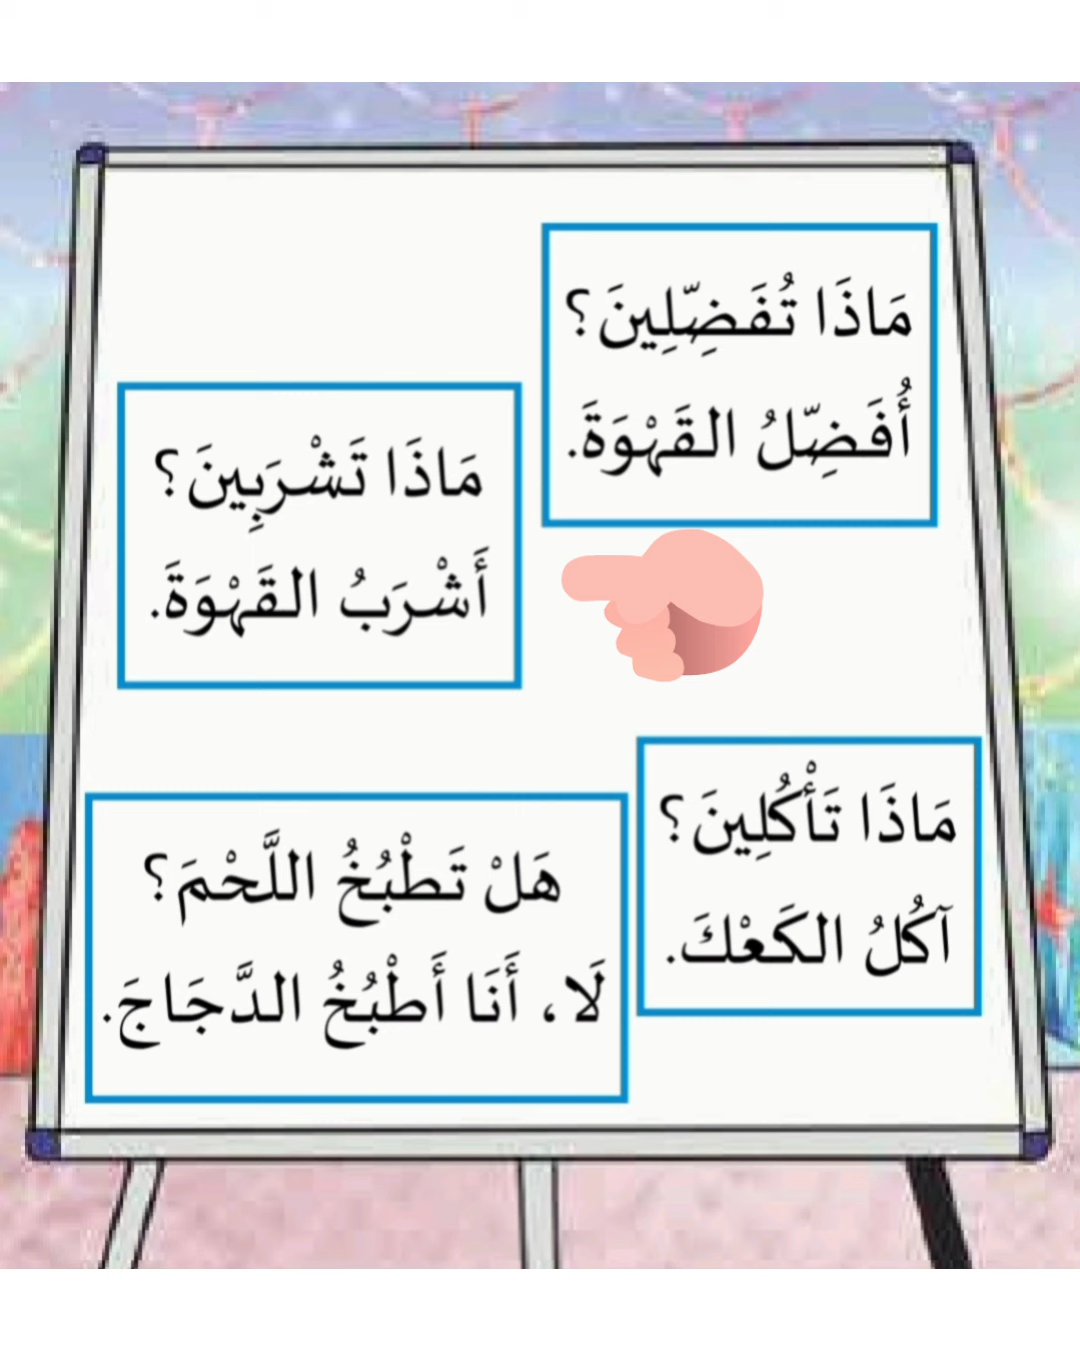 مَاذَا تُفَضِّلِينَ؟
أُفَضِّلُ القَهْوَةَ.
مَاذَا تَشْرَبِينَ؟
أَشْرَبُ القَهْوَةَ.
مَاذَا تَأْكُلِينَ؟
آكُلُ الكَعْكَ.
هَلْ تَطْبُخُ اللَّحْمَ؟
لَا، أَنَا أَطْبُخُ الدَّجَاجَ.